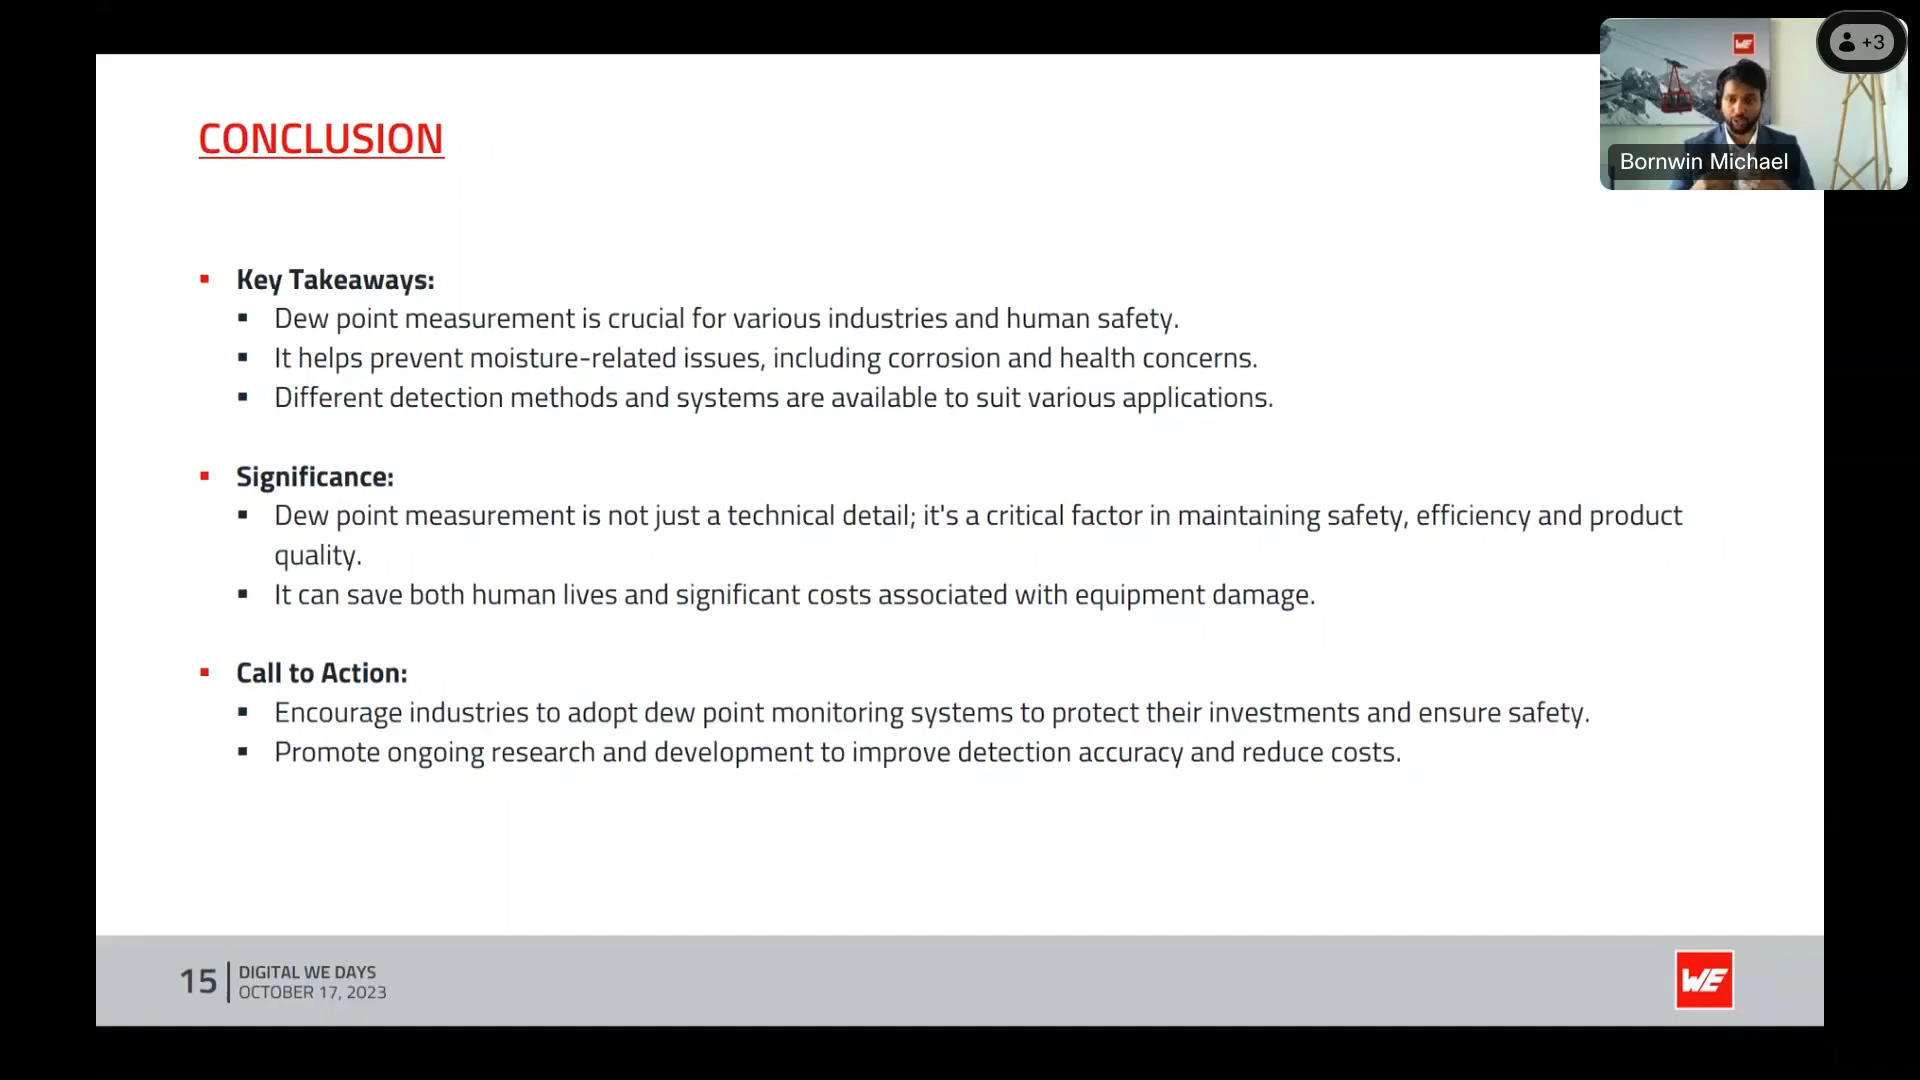 CONCLUSION
WE
+3
Bornwin Michael
▪ Key Takeaways:
▪ Dew point measurement is crucial for various industries and human safety.
▪ It helps prevent moisture-related issues, including corrosion and health concerns.
▪ Different detection methods and systems are available to suit various applications.
▪ Significance:
▪ Dew point measurement is not just a technical detail; it's a critical factor in maintaining safety, efficiency and product
quality.
▪ It can save both human lives and significant costs associated with equipment damage.
▪ Call to Action:
▪ Encourage industries to adopt dew point monitoring systems to protect their investments and ensure safety.
▪ Promote ongoing research and development to improve detection accuracy and reduce costs.
15
DIGITAL WE DAYS
OCTOBER 17, 2023
WE